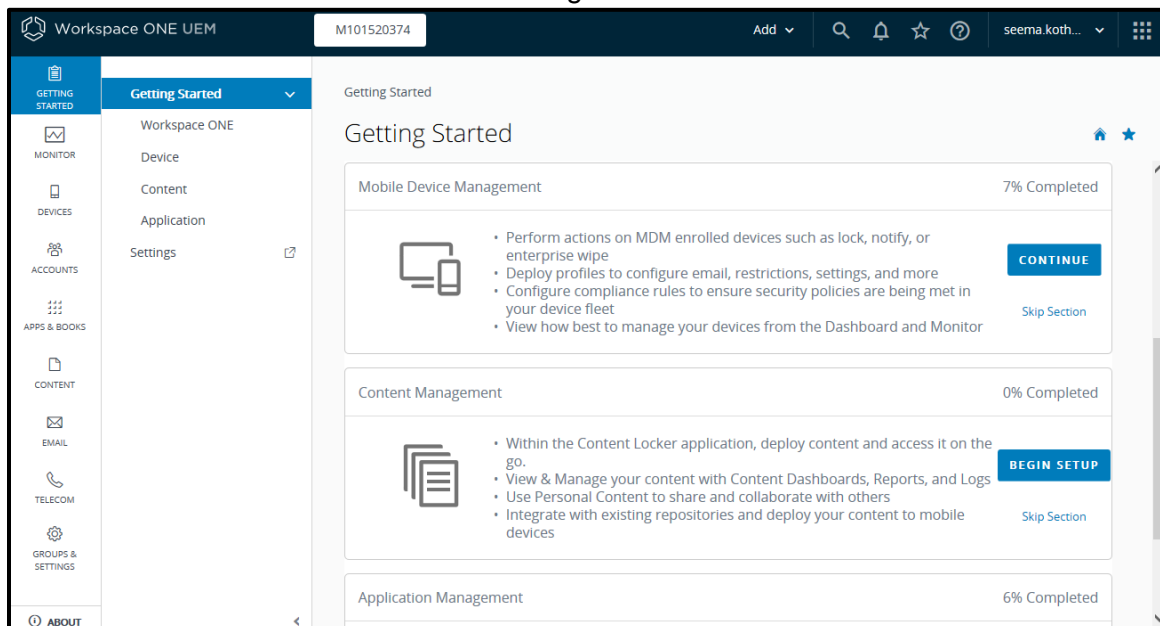 Workspace ONE UEM
M101520374
Add
seema.koth...
GETTING
STARTED
MONITOR
DEVICES
ACCOUNTS
APPS & BOOKS
CONTENT
EMAIL
TELECOM
GROUPS &
SETTINGS
ABOUT
Getting Started
Workspace ONE
Device
Content
Application
Settings
Getting Started
Getting Started
Mobile Device Management
7% Completed
• Perform actions on MDM enrolled devices such as lock, notify, or
enterprise wipe
• Deploy profiles to configure email, restrictions, settings, and more
• Configure compliance rules to ensure security policies are being met in
your device fleet
• View how best to manage your devices from the Dashboard and Monitor
CONTINUE
Skip Section
Content Management
0% Completed
• Within the Content Locker application, deploy content and access it on the
go.
• View & Manage your content with Content Dashboards, Reports, and Logs
• Use Personal Content to share and collaborate with others
• Integrate with existing repositories and deploy your content to mobile
devices
BEGIN SETUP
Skip Section
Application Management
6% Completed